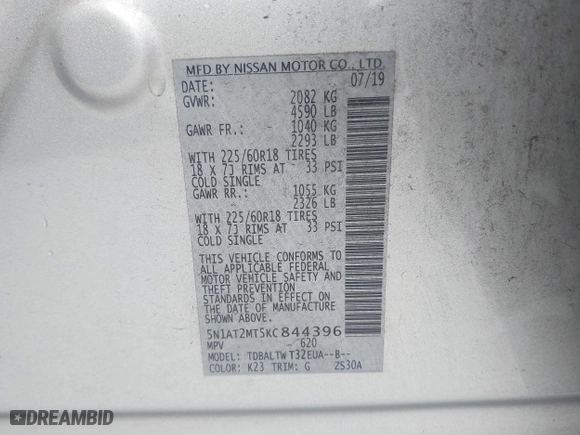 MFD BY NISSAN MOTOR CO., LTD.
DATE: 07/19
GVWR: 2082 KG
4590 LB
GAWR FR.: 1040 KG
2293 LB
WITH 225/60R18 TIRES
18 X 7J RIMS AT 33 PSI
COLD SINGLE
GAWR RR.: 1055 KG
2326 LB
WITH 225/60R18 TIRES
18 X 7J RIMS AT 33 PSI
COLD SINGLE
THIS VEHICLE CONFORMS TO
ALL APPLICABLE FEDERAL
MOTOR VEHICLE SAFETY AND
THEFT PREVENTION
STANDARDS IN EFFECT ON
THE DATE OF MANUFACTURE
SHOWN ABOVE.
5N1AT2MT5KC844396
MPV 620
MODEL: TDBALTW T32EUA--B--
COLOR: K23 TRIM: G ZS30A
DREAMBID